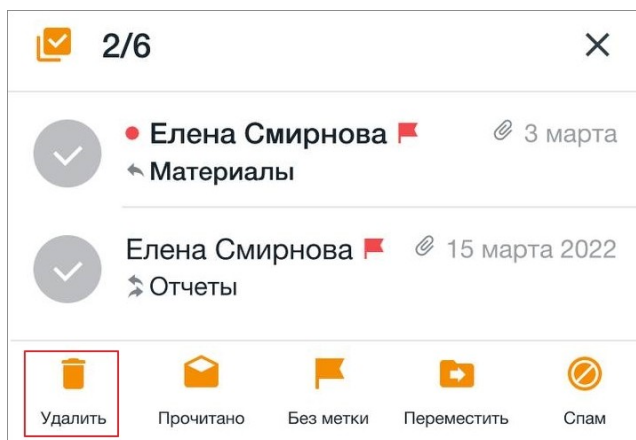 2/6
Елена Смирнова 3 марта
Материалы
Елена Смирнова 15 марта 2022
Отчеты
Удалить Прочитано Без метки Переместить Спам